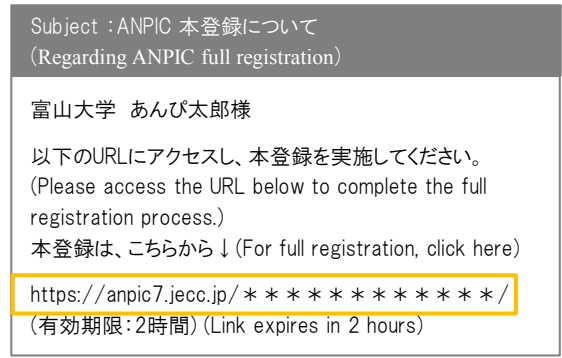 Subject：ANPIC 本登録について
（Regarding ANPIC full registration）
富山大学　あんぴ太郎様
以下のURLにアクセスし、本登録を実施してください。
(Please access the URL below to complete the full
registration process.)
本登録は、こちらから↓(For full registration, click here)
https://anpic7.jecc.jp/＊＊＊＊＊＊＊＊＊＊＊＊/
(有効期限：2時間)(Link expires in 2 hours)